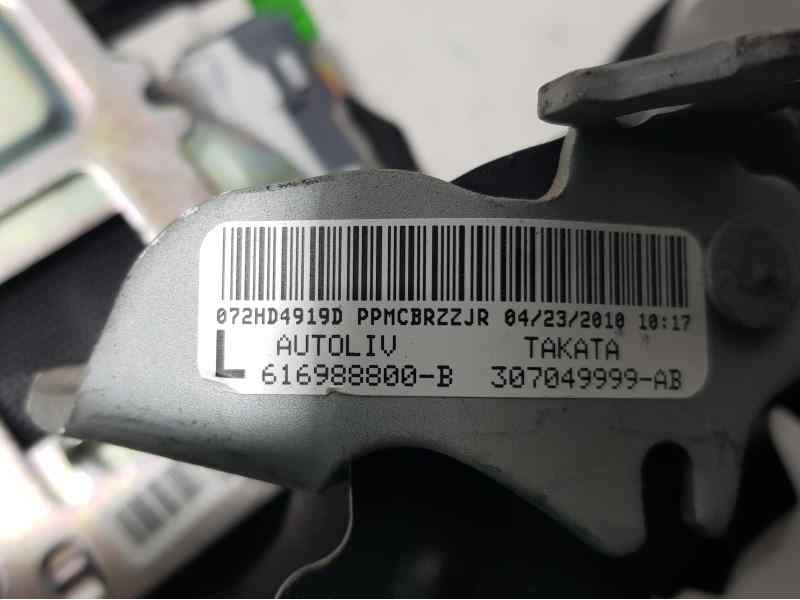 072HD4919D PPMCBRZZJR 04/23/2010 10:17
L AUTOLIV TAKATA
616988800-B 307049999-AB